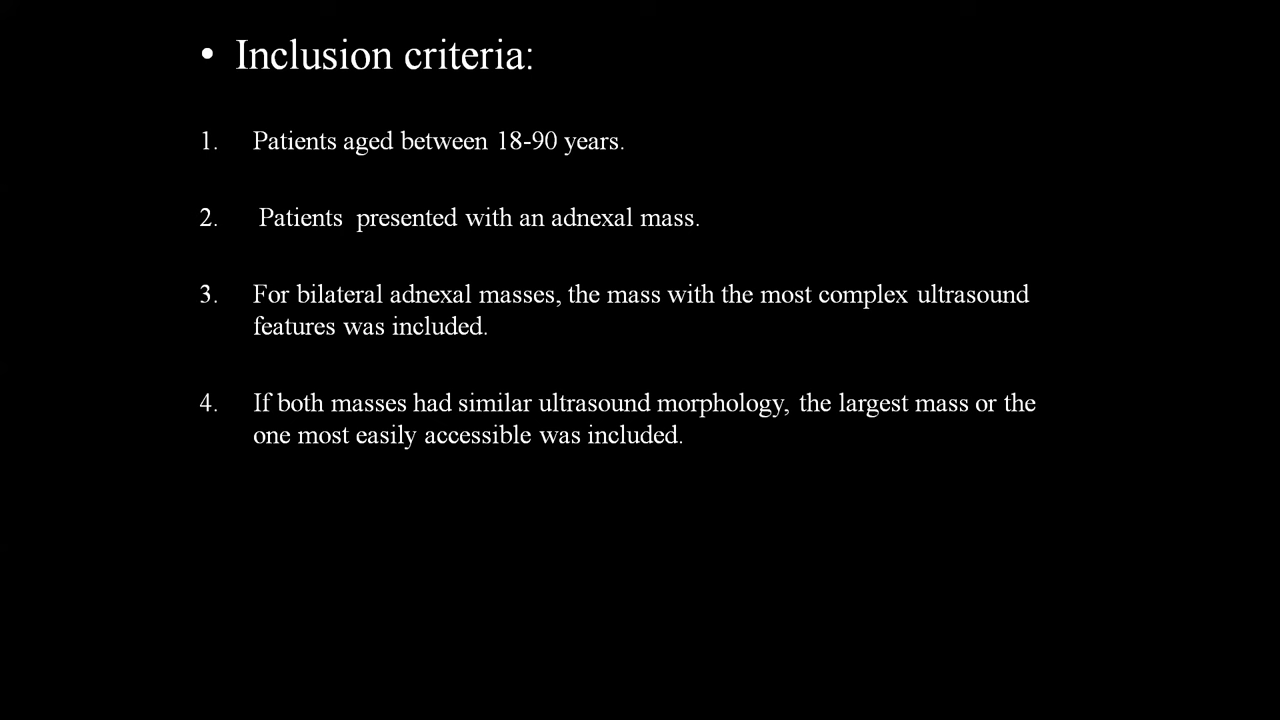 • Inclusion criteria:
1. Patients aged between 18-90 years.
2. Patients presented with an adnexal mass.
3. For bilateral adnexal masses, the mass with the most complex ultrasound
features was included.
4. If both masses had similar ultrasound morphology, the largest mass or the
one most easily accessible was included.